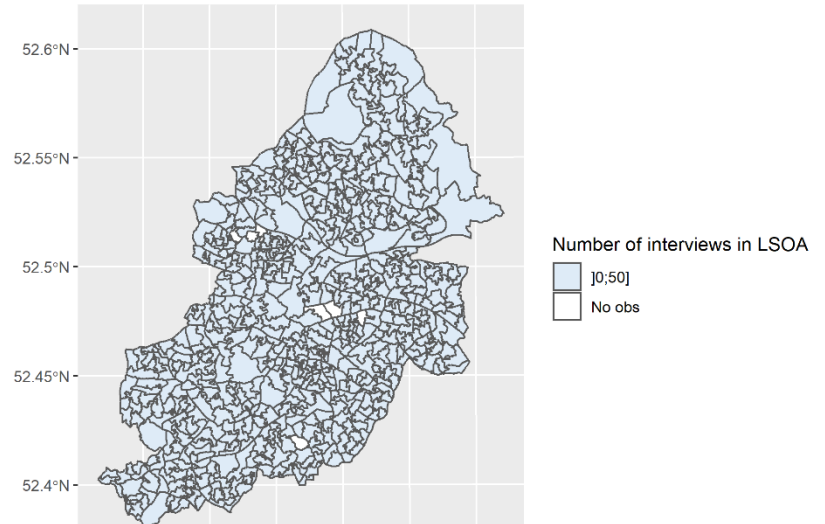 52.6°N
52.55°N
52.5°N
52.45°N
52.4°N
Number of interviews in LSOA
]0;50]
No obs